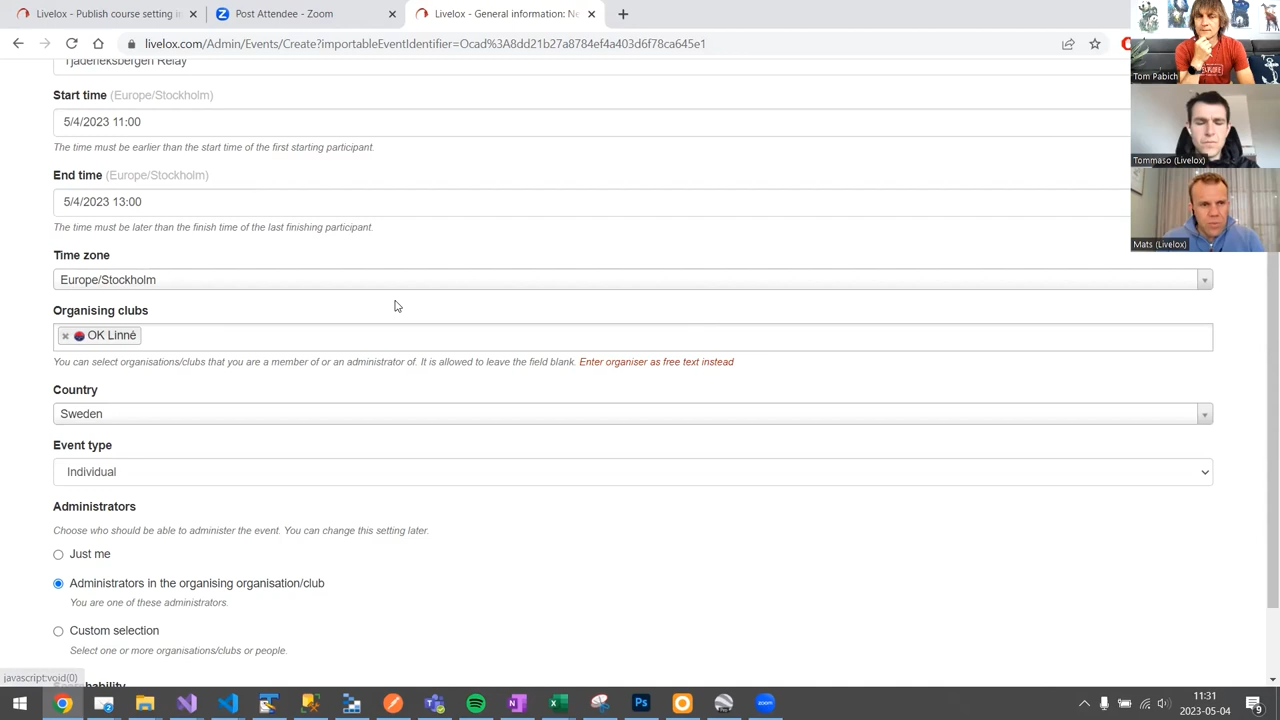 Livelox - Publish course setting i
Post Attendee - Zoom
Livelox - General information: Ne
livelox.com/Admin/Events/Create?importableEventIdentifier=Ocad%3A8dd21b27a8784ef4a403d6f78ca645e1
Tjäderleksbergen Relay
Start time (Europe/Stockholm)
5/4/2023 11:00
The time must be earlier than the start time of the first starting participant.
End time (Europe/Stockholm)
5/4/2023 13:00
The time must be later than the finish time of the last finishing participant.
Time zone
Europe/Stockholm
Organising clubs
OK Linné
You can select organisations/clubs that you are a member of or an administrator of. It is allowed to leave the field blank. Enter organiser as free text instead
Country
Sweden
Event type
Individual
Administrators
Choose who should be able to administer the event. You can change this setting later.
Just me
Administrators in the organising organisation/club
You are one of these administrators.
Custom selection
Select one or more organisations/clubs or people.
javascript:void(0)
Tom Pabich
Tommaso (Livelox)
Mats (Livelox)
11:31
2023-05-04
9